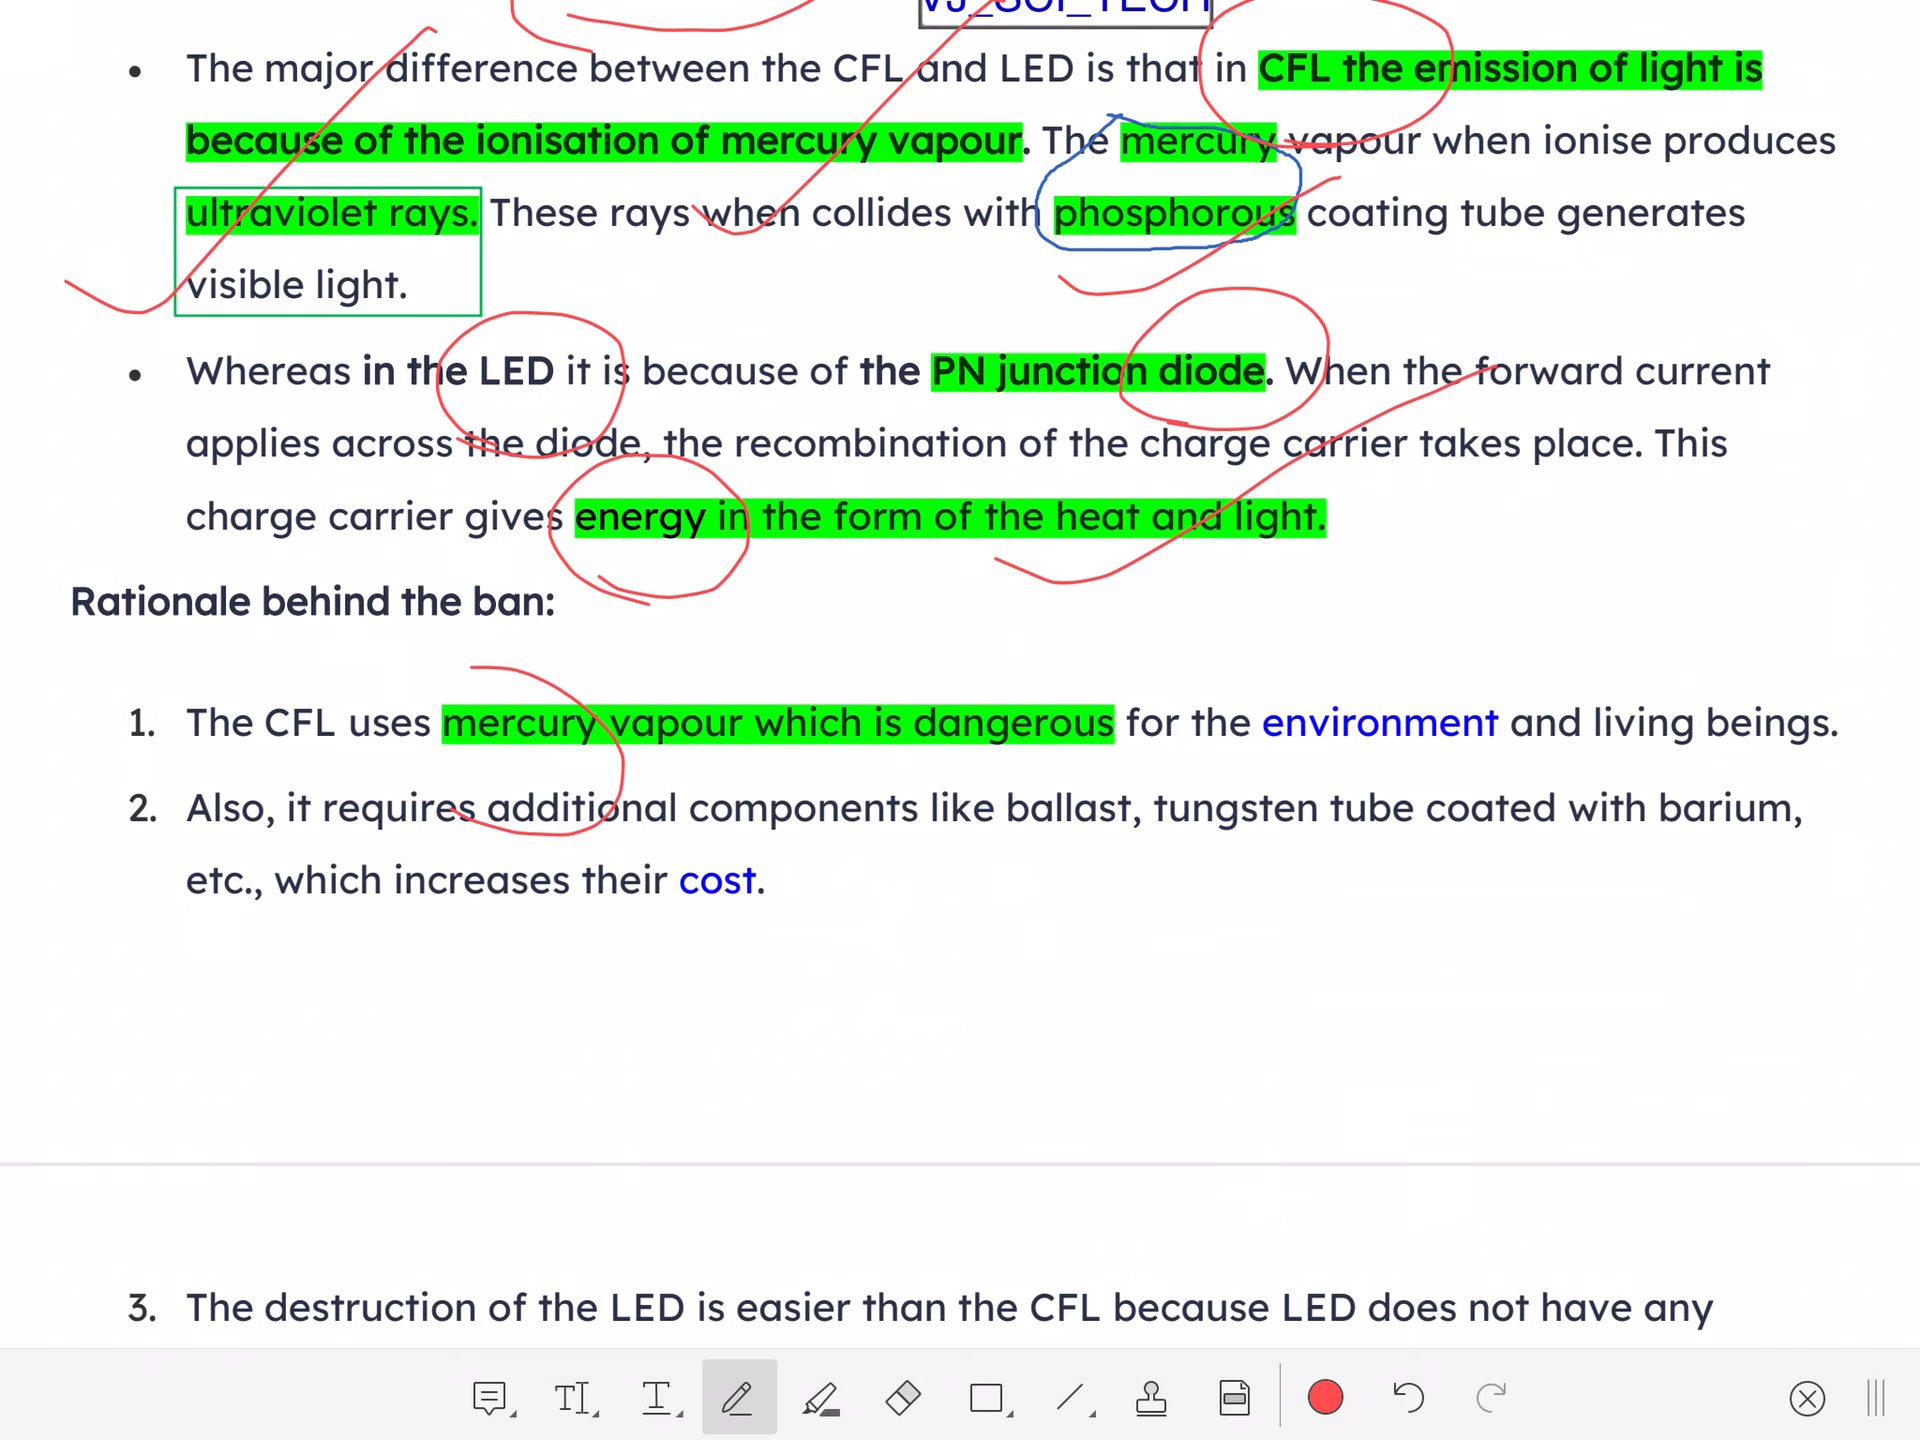 VJ_SCI_TECH
• The major difference between the CFL and LED is that in CFL the emission of light is
because of the ionisation of mercury vapour. The mercury vapour when ionise produces
ultraviolet rays. These rays when collides with phosphorous coating tube generates
visible light.
• Whereas in the LED it is because of the PN junction diode. When the forward current
applies across the diode, the recombination of the charge carrier takes place. This
charge carrier gives energy in the form of the heat and light.
Rationale behind the ban:
1. The CFL uses mercury vapour which is dangerous for the environment and living beings.
2. Also, it requires additional components like ballast, tungsten tube coated with barium,
etc., which increases their cost.
3. The destruction of the LED is easier than the CFL because LED does not have any